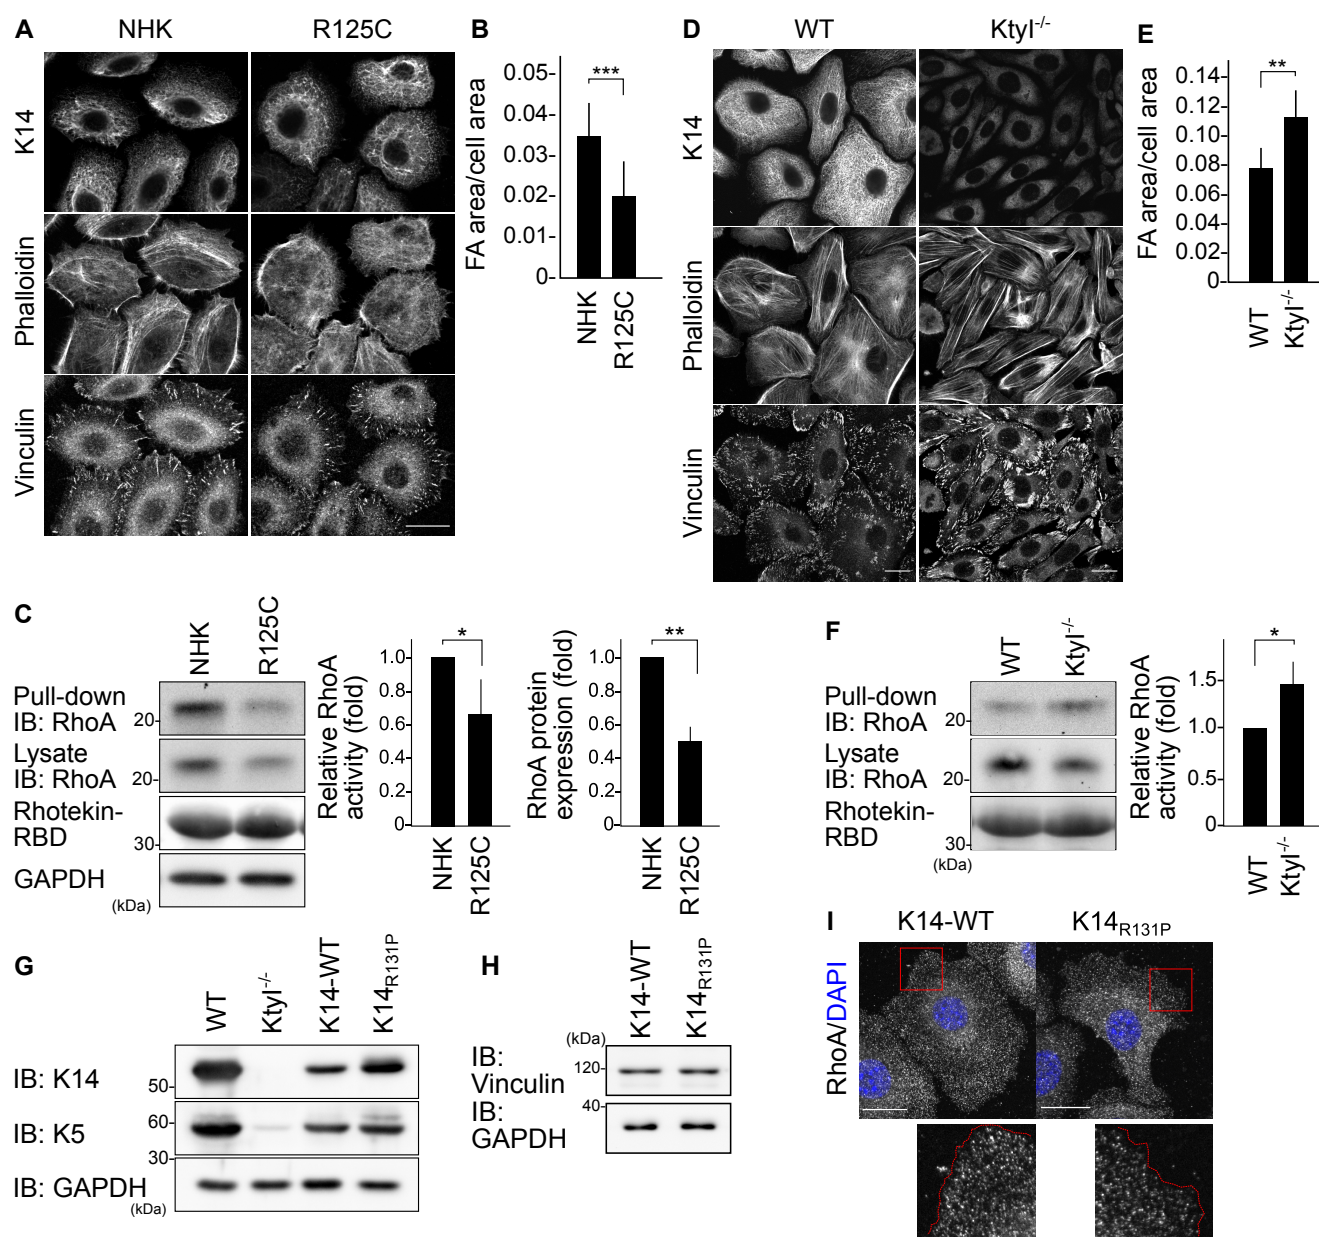 A
NHK
R125C
K14
Phalloidin
Vinculin
B
***
FA area/cell area
0.05
0.04
0.03
0.02
0.01
0
NHK
R125C
D
WT
KtyI-/-
K14
Phalloidin
Vinculin
E
**
FA area/cell area
0.14
0.12
0.10
0.08
0.06
0.04
0.02
0
WT
KtyI-/-
C
NHK
R125C
Pull-down
IB: RhoA
20
Lysate
IB: RhoA
20
Rhotekin-
RBD
30
GAPDH
(kDa)
Relative RhoA
activity (fold)
*
1.0
0.8
0.6
0.4
0.2
0
NHK
R125C
RhoA protein
expression (fold)
**
1.0
0.8
0.6
0.4
0.2
0
NHK
R125C
F
WT
KtyI-/-
Pull-down
IB: RhoA
20
Lysate
IB: RhoA
20
Rhotekin-
RBD
30
(kDa)
Relative RhoA
activity (fold)
*
1.5
1.0
0.5
0
WT
KtyI-/-
G
WT
KtyI-/-
K14-WT
K14R131P
IB: K14
50
IB: K5
60
30
IB: GAPDH
(kDa)
H
K14-WT
K14R131P
(kDa)
IB:
Vinculin
120
IB:
GAPDH
40
I
K14-WT
K14R131P
RhoA/DAPI